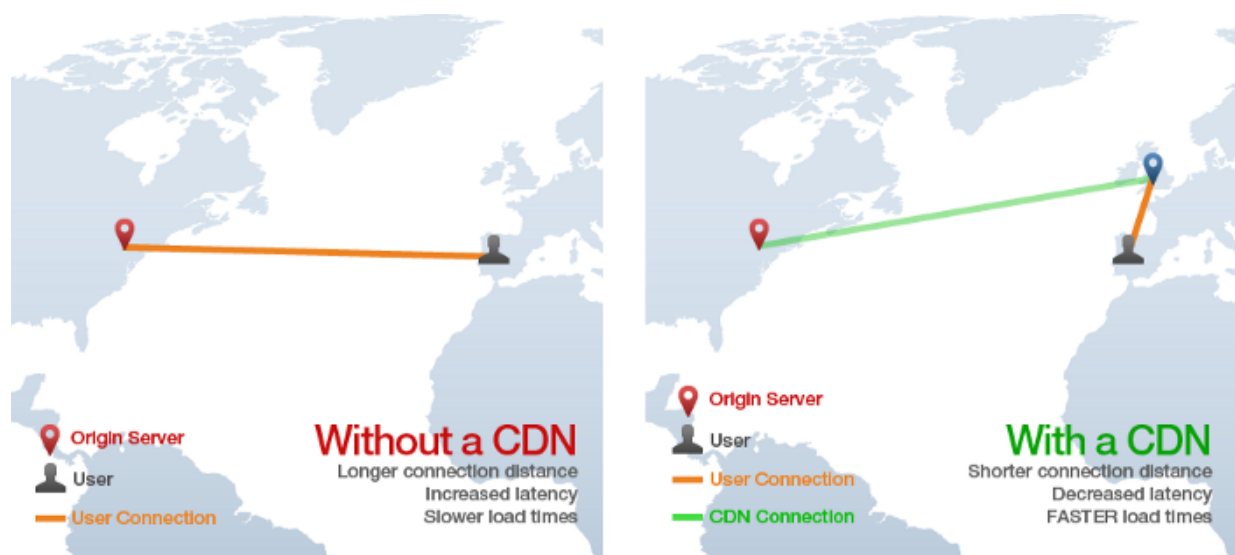 Without a CDN
Longer connection distance
Increased latency
Slower load times
Origin Server
User
User Connection
With a CDN
Shorter connection distance
Decreased latency
FASTER load times
Origin Server
User
User Connection
CDN Connection